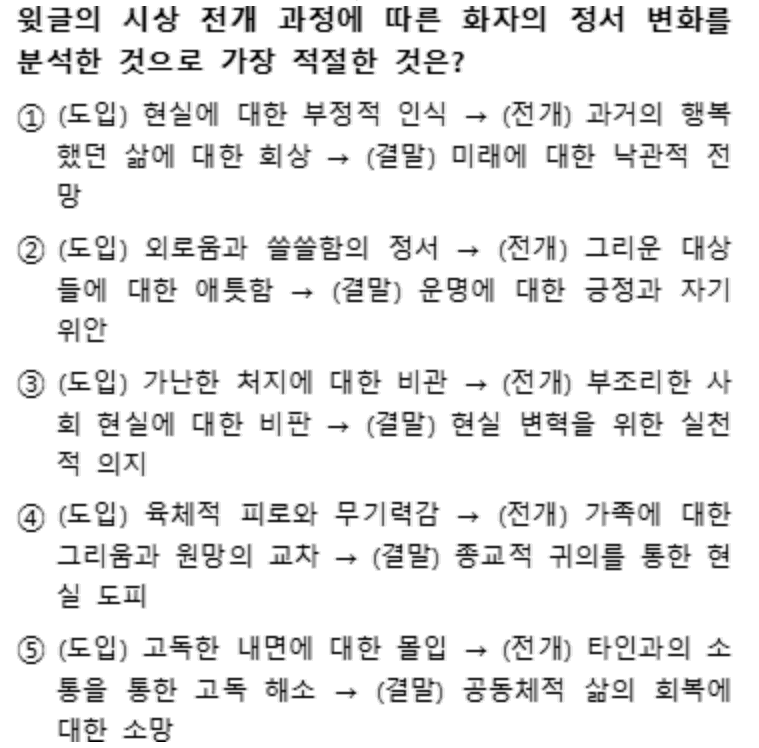 윗글의 시상 전개 과정에 따른 화자의 정서 변화를
분석한 것으로 가장 적절한 것은?
① (도입) 현실에 대한 부정적 인식 → (전개) 과거의 행복
했던 삶에 대한 회상 → (결말) 미래에 대한 낙관적 전
망
② (도입) 외로움과 쓸쓸함의 정서 → (전개) 그리운 대상
들에 대한 애틋함 → (결말) 운명에 대한 긍정과 자기
위안
③ (도입) 가난한 처지에 대한 비관 → (전개) 부조리한 사
회 현실에 대한 비판 → (결말) 현실 변혁을 위한 실천
적 의지
④ (도입) 육체적 피로와 무기력감 → (전개) 가족에 대한
그리움과 원망의 교차 → (결말) 종교적 귀의를 통한 현
실 도피
⑤ (도입) 고독한 내면에 대한 몰입 → (전개) 타인과의 소
통을 통한 고독 해소 → (결말) 공동체적 삶의 회복에
대한 소망